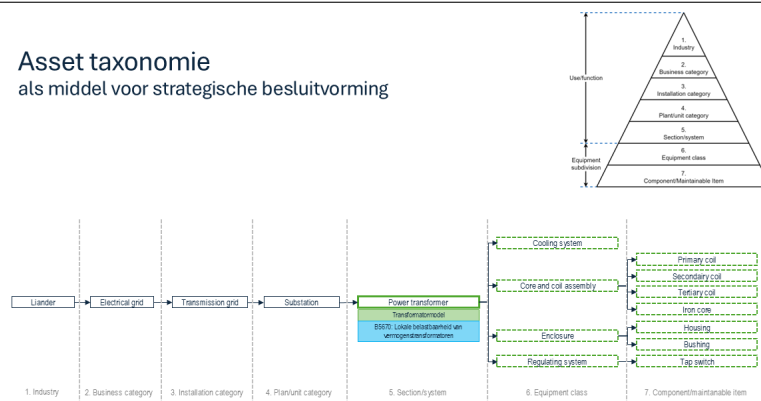 Asset taxonomie
als middel voor strategische besluitvorming
1.
Industry
2.
Business category
3.
Installation category
4.
Plant/unit category
5.
Section/system
6.
Equipment class
7.
Component/Maintainable Item
Use/function
Equipment
subdivision
Liander
Electrical grid
Transmission grid
Substation
Power transformer
Transformatormodel
B5670: Lokale belastbaarheid van
vermogenstransformatoren
Cooling system
Core and coil assembly
Enclosure
Regulating system
Primary coil
Secondairy coil
Tertiary coil
Iron core
Housing
Bushing
Tap switch
1. Industry
2. Business category
3. Installation category
4. Plan/unit category
5. Section/system
6. Equipment class
7. Component/maintanable Item